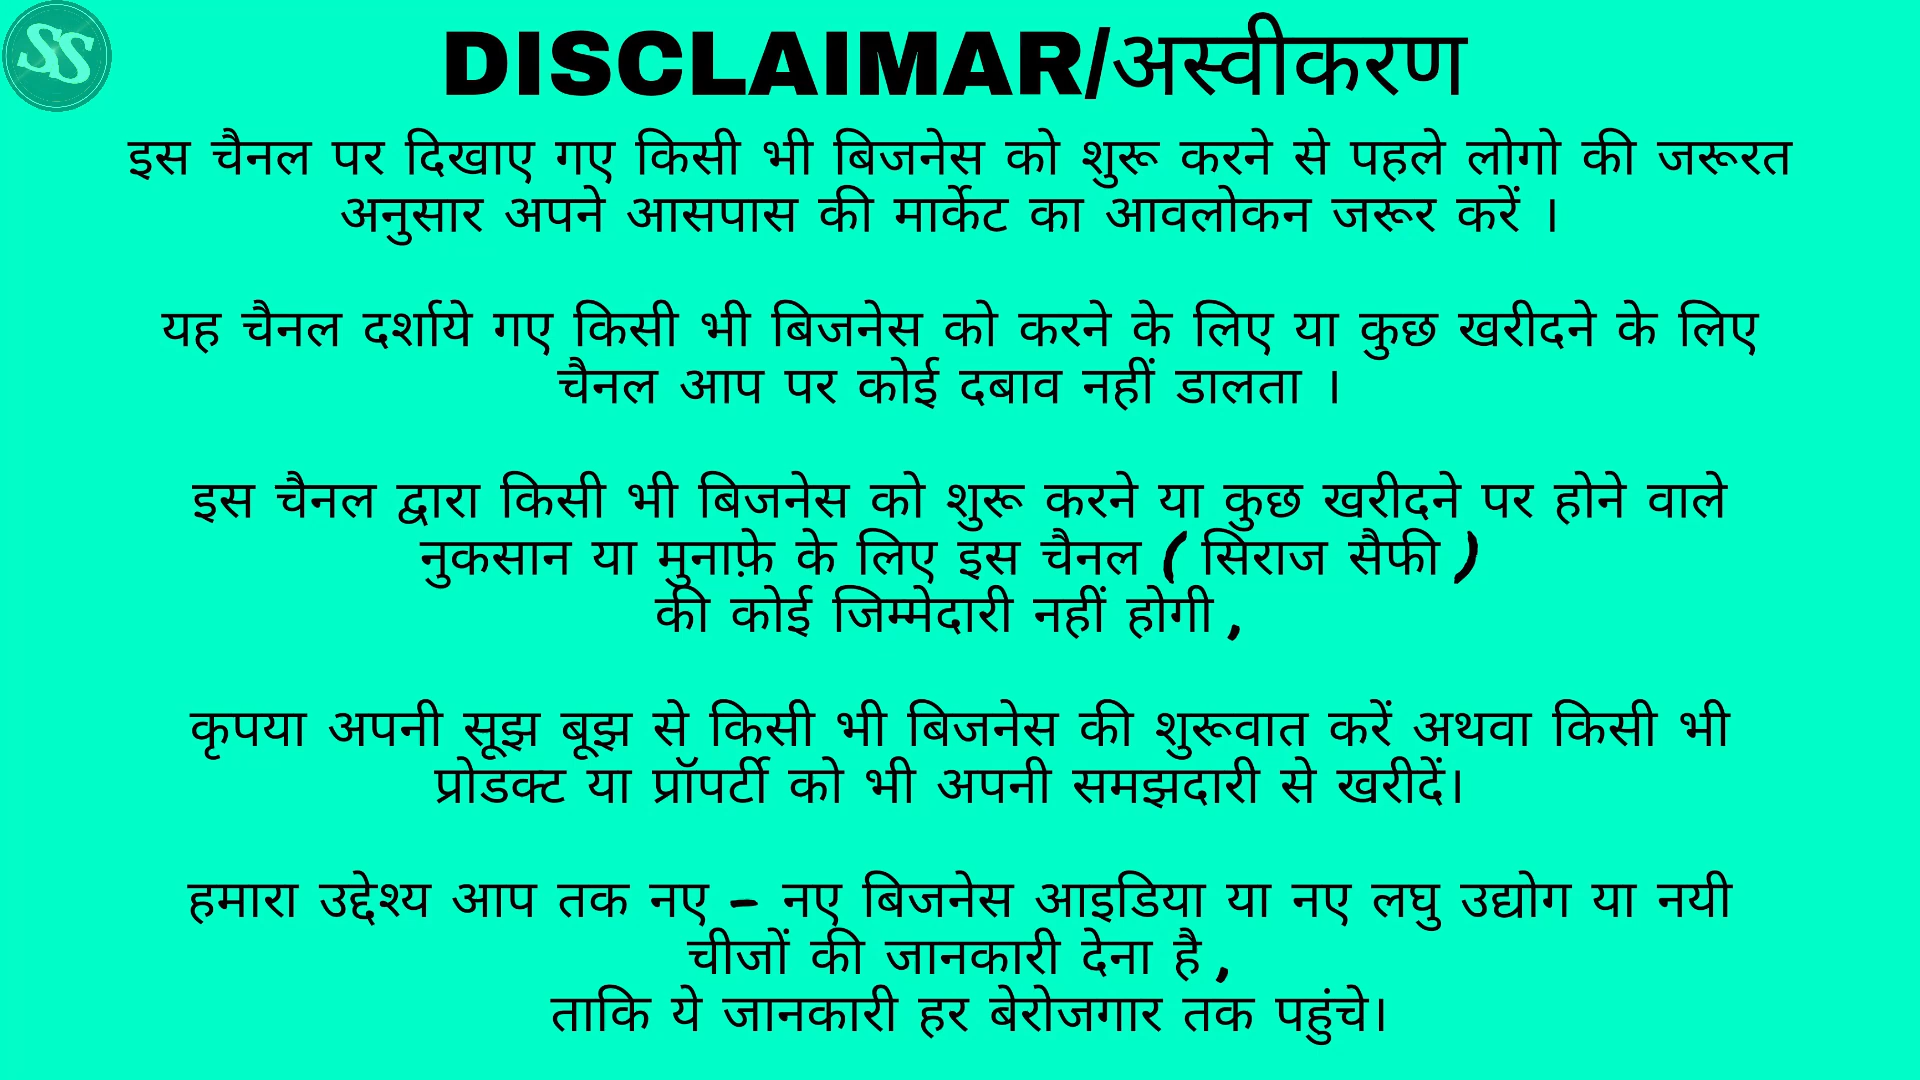 SS
DISCLAIMAR/अस्वीकरण
इस चैनल पर दिखाए गए किसी भी बिजनेस को शुरू करने से पहले लोगो की जरूरत
अनुसार अपने आसपास की मार्केट का आवलोकन जरूर करें ।
यह चैनल दर्शाये गए किसी भी बिजनेस को करने के लिए या कुछ खरीदने के लिए
चैनल आप पर कोई दबाव नहीं डालता ।
इस चैनल द्वारा किसी भी बिजनेस को शुरू करने या कुछ खरीदने पर होने वाले
नुकसान या मुनाफ़े के लिए इस चैनल ( सिराज सैफी )
की कोई जिम्मेदारी नहीं होगी ,
कृपया अपनी सूझ बूझ से किसी भी बिजनेस की शुरूवात करें अथवा किसी भी
प्रोडक्ट या प्रॉपर्टी को भी अपनी समझदारी से खरीदें।
हमारा उद्देश्य आप तक नए - नए बिजनेस आइडिया या नए लघु उद्योग या नयी
चीजों की जानकारी देना है ,
ताकि ये जानकारी हर बेरोजगार तक पहुंचे।